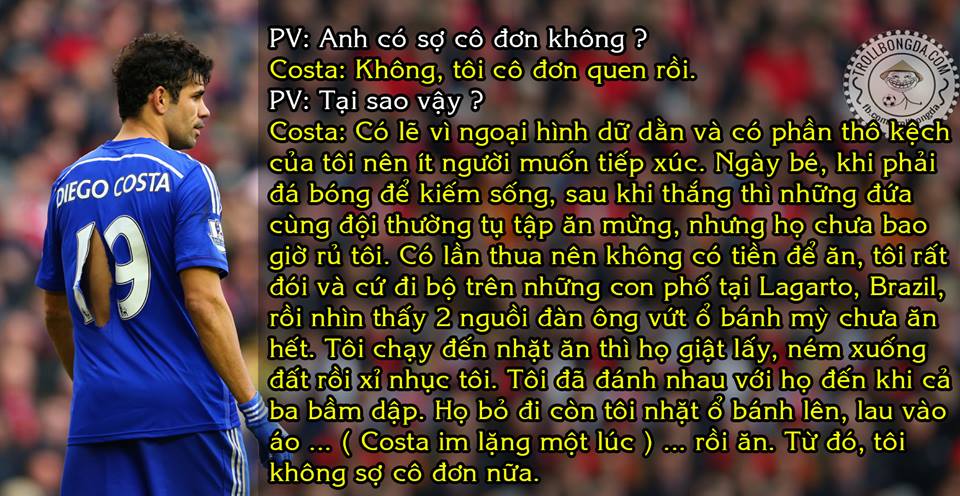 PV: Anh có sợ cô đơn không ?
Costa: Không, tôi cô đơn quen rồi.
PV: Tại sao vậy ?
Costa: Có lẽ vì ngoại hình dữ dằn và có phần thô kệch
của tôi nên ít người muốn tiếp xúc. Ngày bé, khi phải
đá bóng để kiếm sống, sau khi thắng thì những đứa
cùng đội thường tụ tập ăn mừng, nhưng họ chưa bao
giờ rủ tôi. Có lần thua nên không có tiền để ăn, tôi rất
đói và cứ đi bộ trên những con phố tại Lagarto, Brazil,
rồi nhìn thấy 2 nguồi đàn ông vứt ổ bánh mỳ chưa ăn
hết. Tôi chạy đến nhặt ăn thì họ giật lấy, ném xuống
đất rồi xỉ nhục tôi. Tôi đã đánh nhau với họ đến khi cả
ba bầm dập. Họ bỏ đi còn tôi nhặt ổ bánh lên, lau vào
áo ... ( Costa im lặng một lúc ) ... rồi ăn. Từ đó, tôi
không sợ cô đơn nữa.
TROLLBONGDA.COM
DIEGO COSTA
19